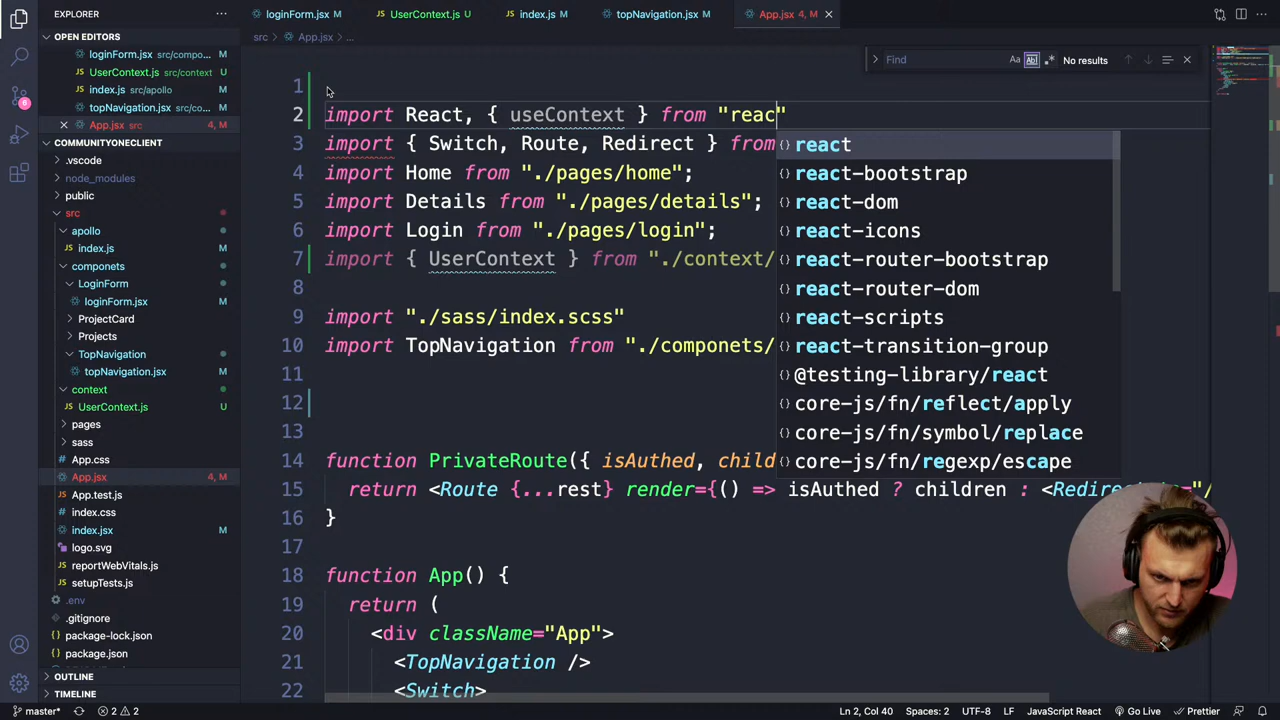 EXPLORER
...
loginForm.jsx M
UserContext.js U
index.js M
topNavigation.jsx M
App.jsx 4, M
OPEN EDITORS
src > App.jsx > ...
loginForm.jsx src/compo... M
UserContext.js src/context U
index.js src/apollo M
topNavigation.jsx src/co... M
App.jsx src 4, M
COMMUNITYONECLIENT
.vscode
node_modules
public
src
apollo
index.js M
componets
LoginForm
loginForm.jsx M
ProjectCard
Projects
TopNavigation
topNavigation.jsx M
context
UserContext.js U
pages
sass
App.css
App.jsx 4, M
App.test.js
index.css
index.jsx M
logo.svg
reportWebVitals.js
setupTests.js
.env
.gitignore
package-lock.json
package.json
OUTLINE
TIMELINE
Find
Aa
Abl
No results
1
2 import React, { useContext } from "reac"
3 import { Switch, Route, Redirect } from
4 import Home from "./pages/home";
5 import Details from "./pages/details";
6 import Login from "./pages/login";
7 import { UserContext } from "./context/
8
9 import "./sass/index.scss"
10 import TopNavigation from "./componets/
11
12
13
14 function PrivateRoute({ isAuthed, child
15 return <Route {...rest} render={() => isAuthed ? children : <Redirect
16 }
17
18 function App() {
19 return (
20 <div className="App">
21 <TopNavigation />
22 <Switch>
react
react-bootstrap
react-dom
react-icons
react-router-bootstrap
react-router-dom
react-scripts
react-transition-group
@testing-library/react
core-js/fn/reflect/apply
core-js/fn/symbol/replace
core-js/fn/regexp/escape
master*
2 2
Ln 2, Col 40
Spaces: 2
UTF-8
LF
JavaScript React
Go Live
Prettier